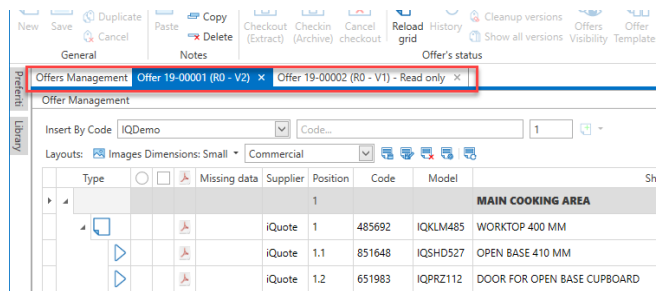 New Save Duplicate Paste Copy Checkout Checkin Cancel Reload History Cleanup versions Offers Offer
Cancel Delete (Extract) (Archive) checkout grid Show all versions Visibility Template
General Notes Offer's status
Preferiti
Library
Offers Management Offer 19-00001 (R0 - V2) × Offer 19-00002 (R0 - V1) - Read only ×
Offer Management
Insert By Code IQDemo Code... 1
Layouts: Images Dimensions: Small Commercial
Type Missing data Supplier Position Code Model Sh
1 MAIN COOKING AREA
iQuote 1 485692 IQKLM485 WORKTOP 400 MM
iQuote 1.1 851648 IQSHD527 OPEN BASE 410 MM
iQuote 1.2 651983 IQPRZ112 DOOR FOR OPEN BASE CUPBOARD